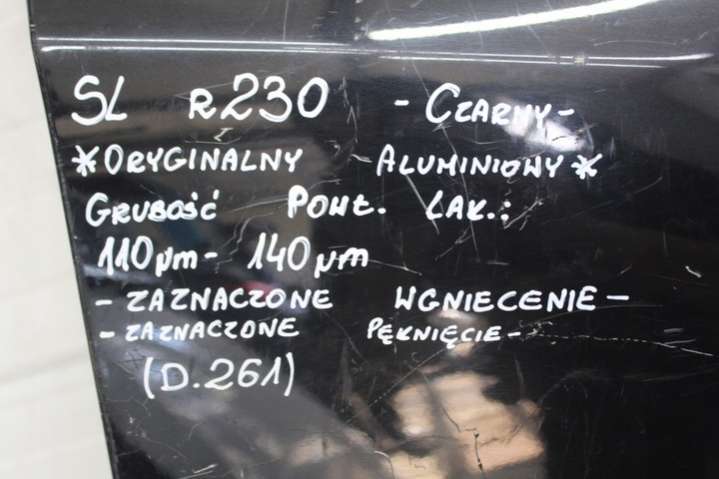 SL R230 - CZARNY -
*ORYGINALNY ALUMINIOWY*
GRUBOŚĆ POWŁ. LAK.:
110µm - 140µm
- ZAZNACZONE WGNIECENIE -
- ZAZNACZONE PĘKNIĘCIE -
(D.261)